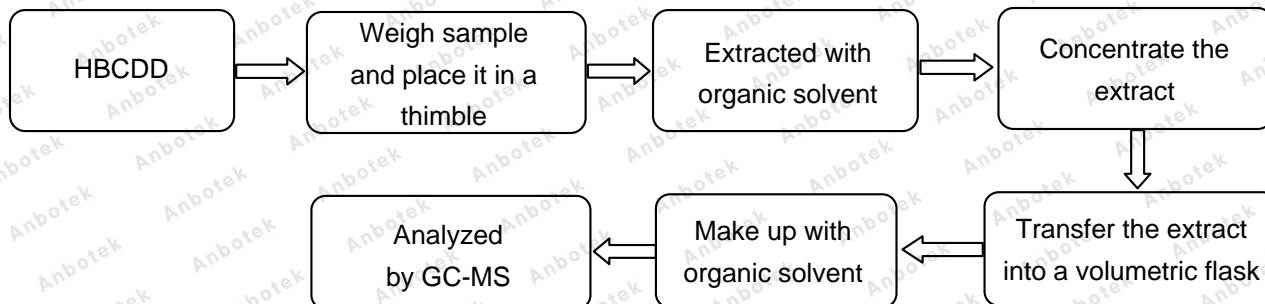 HBCDD
Weigh sample
and place it in a
thimble
Extracted with
organic solvent
Concentrate the
extract
Transfer the extract
into a volumetric flask
Make up with
organic solvent
Analyzed
by GC-MS
Anbotek